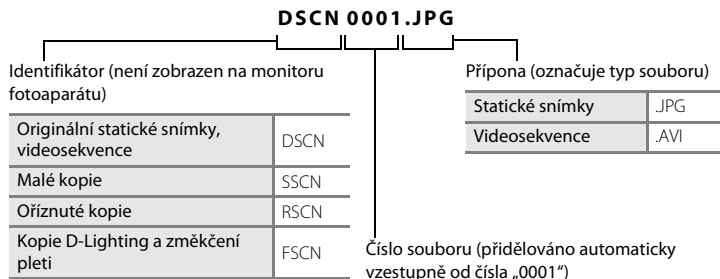 DSCN 0001.JPG
Identifikátor (není zobrazen na monitoru
fotoaparátu)
Originální statické snímky,
videosekvence DSCN
Malé kopie SSCN
Oříznuté kopie RSCN
Kopie D-Lighting a změkčení
pleti FSCN
Přípona (označuje typ souboru)
Statické snímky .JPG
Videosekvence .AVI
Číslo souboru (přidělováno automaticky
vzestupně od čísla „0001“)